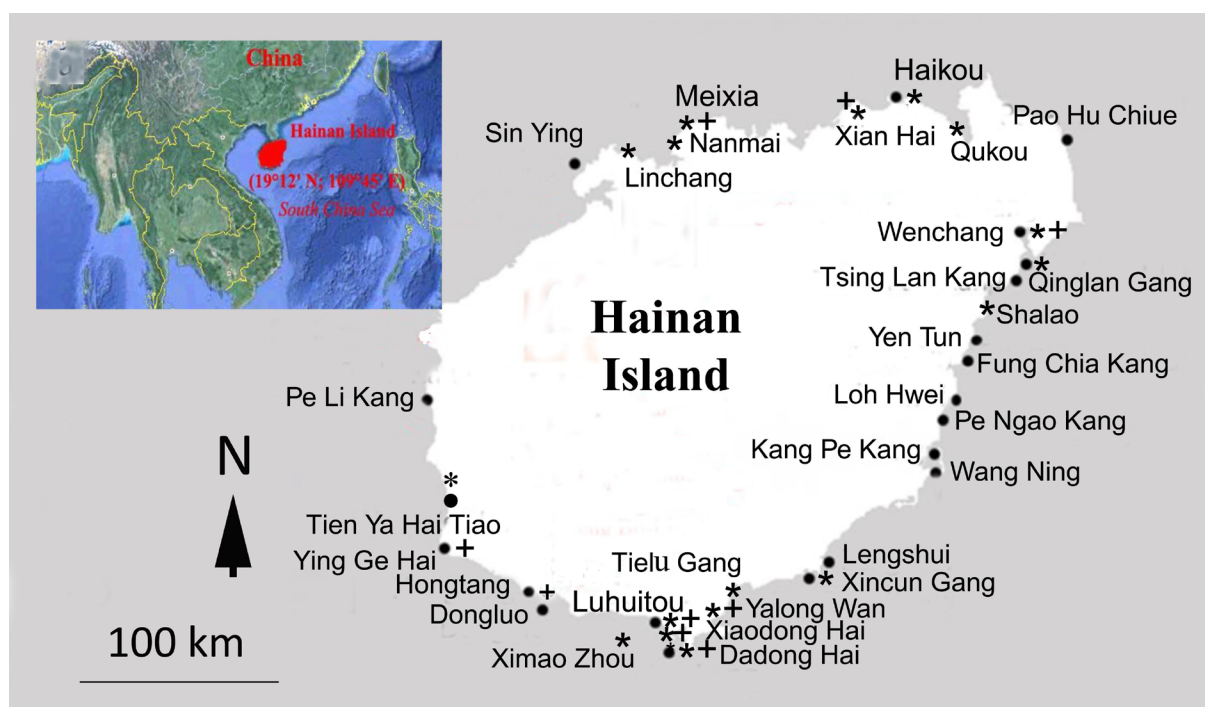 China
Hainan Island
(19°12' N; 109°45' E)
South China Sea
Haikou
Meixia
Pao Hu Chiue
Sin Ying
Xian Hai
Nanmai
Qukou
Linchang
Wenchang
Tsing Lan Kang
Qinglan Gang
Hainan
Island
Shalao
Yen Tun
Fung Chia Kang
Pe Li Kang
Loh Hwei
Pe Ngao Kang
Kang Pe Kang
N
Wang Ning
Tien Ya Hai Tiao
Ying Ge Hai
Tielu Gang
Lengshui
Hongtang
Xincun Gang
Luhuitou
Dongluo
Yalong Wan
100 km
Xiaodong Hai
Ximao Zhou
Dadong Hai